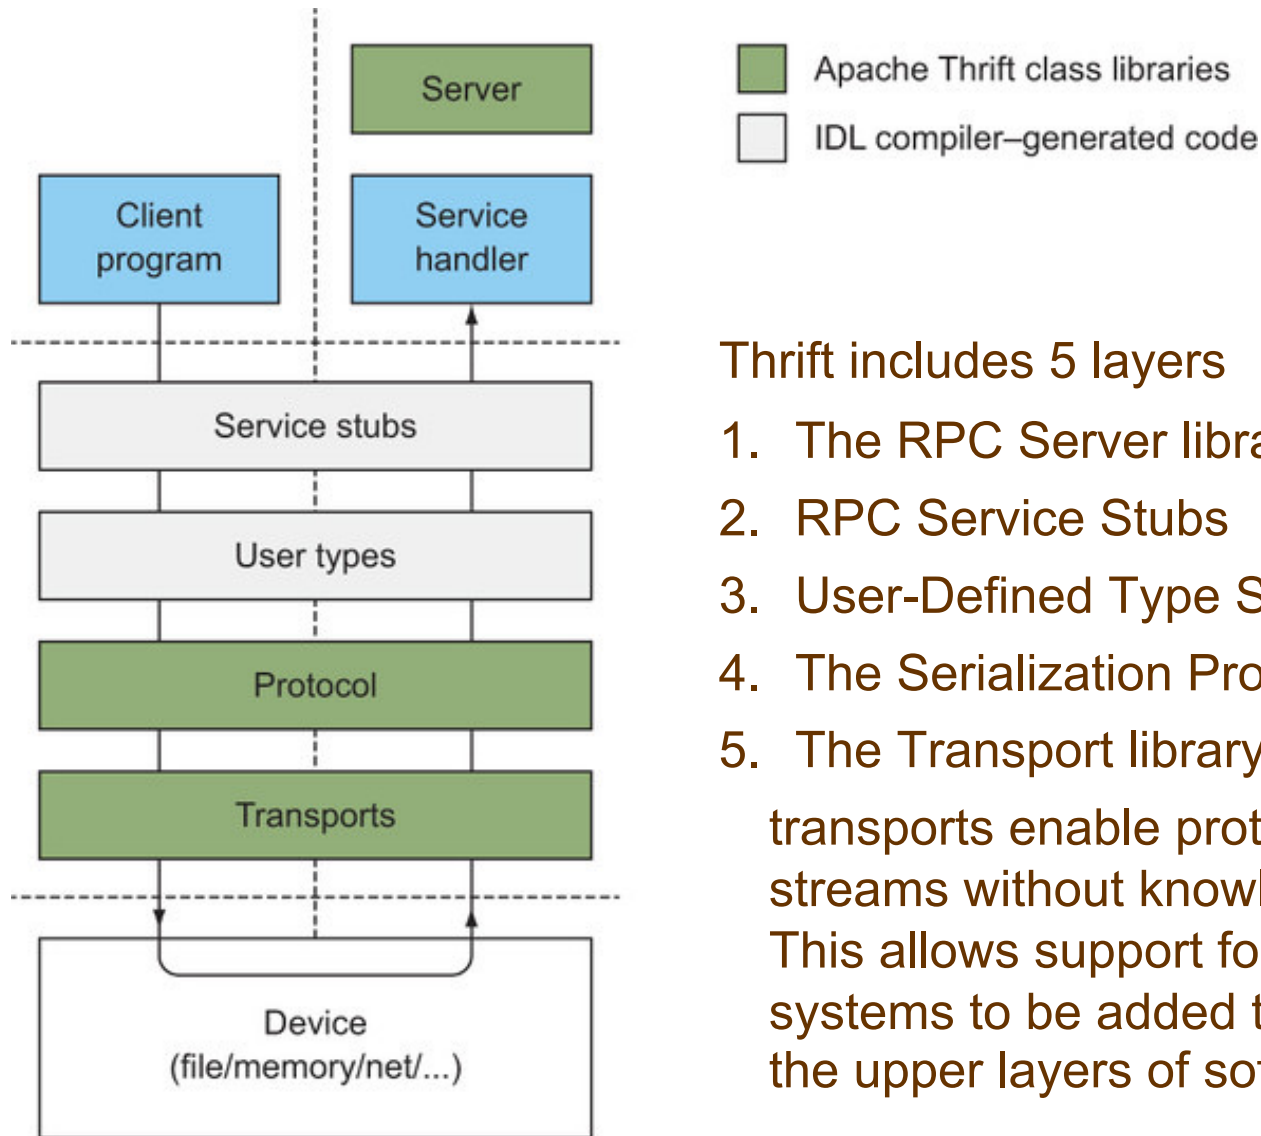 Server
Client
program
Service
handler
Service stubs
User types
Protocol
Transports
Device
(file/memory/net/...)
Apache Thrift class libraries
IDL compiler–generated code
Thrift includes 5 layers
1. The RPC Server
2. RPC Service Stubs
3. User-Defined Type
4. The Serialization
5. The Transport library
transports enable
streams without
This allows support
systems to be added
the upper layers of